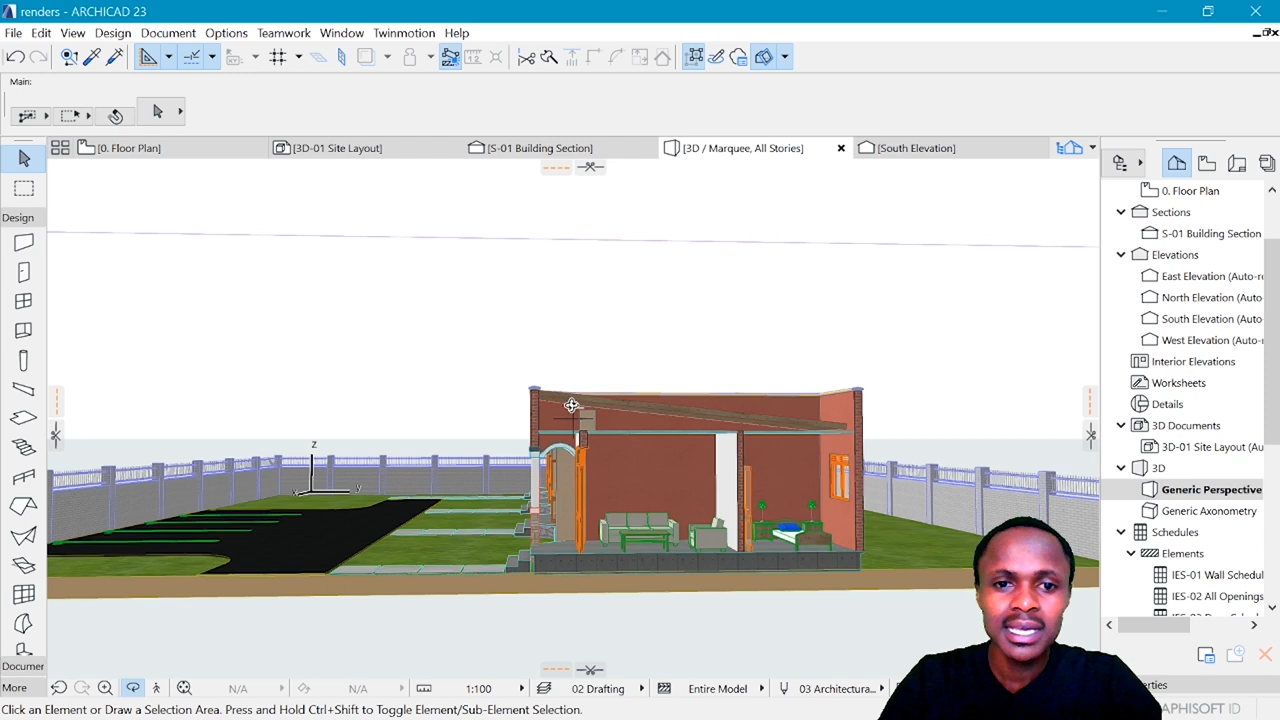 renders - ARCHICAD 23
File Edit View Design Document Options Teamwork Window Twinmotion Help
Main:
[0. Floor Plan]
[3D-01 Site Layout]
[S-01 Building Section]
[3D / Marquee, All Stories]
[South Elevation]
Design
0. Floor Plan
Sections
S-01 Building Section
Elevations
East Elevation (Auto-r
North Elevation (Auto
South Elevation (Auto-
West Elevation (Auto-r
Interior Elevations
Worksheets
Details
3D Documents
3D-01 Site Layout (Au
3D
Generic Perspective
Generic Axonometry
Schedules
Elements
IES-01 Wall Schedul
IES-02 All Openings
z
y
Documer
More
N/A
N/A
1:100
02 Drafting
Entire Model
03 Architectura...
Click an Element or Draw a Selection Area. Press and Hold Ctrl+Shift to Toggle Element/Sub-Element Selection.
APHISOFT ID